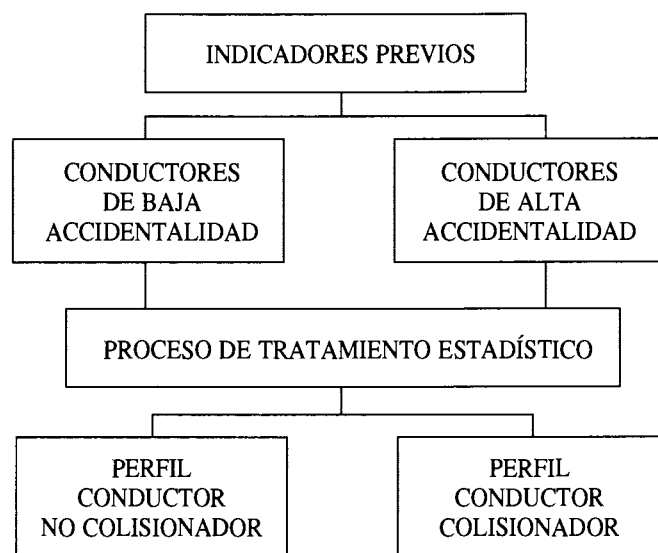 INDICADORES PREVIOS
CONDUCTORES
DE BAJA
ACCIDENTALIDAD
CONDUCTORES
DE ALTA
ACCIDENTALIDAD
PROCESO DE TRATAMIENTO ESTADÍSTICO
PERFIL
CONDUCTOR
NO COLISIONADOR
PERFIL
CONDUCTOR
COLISIONADOR